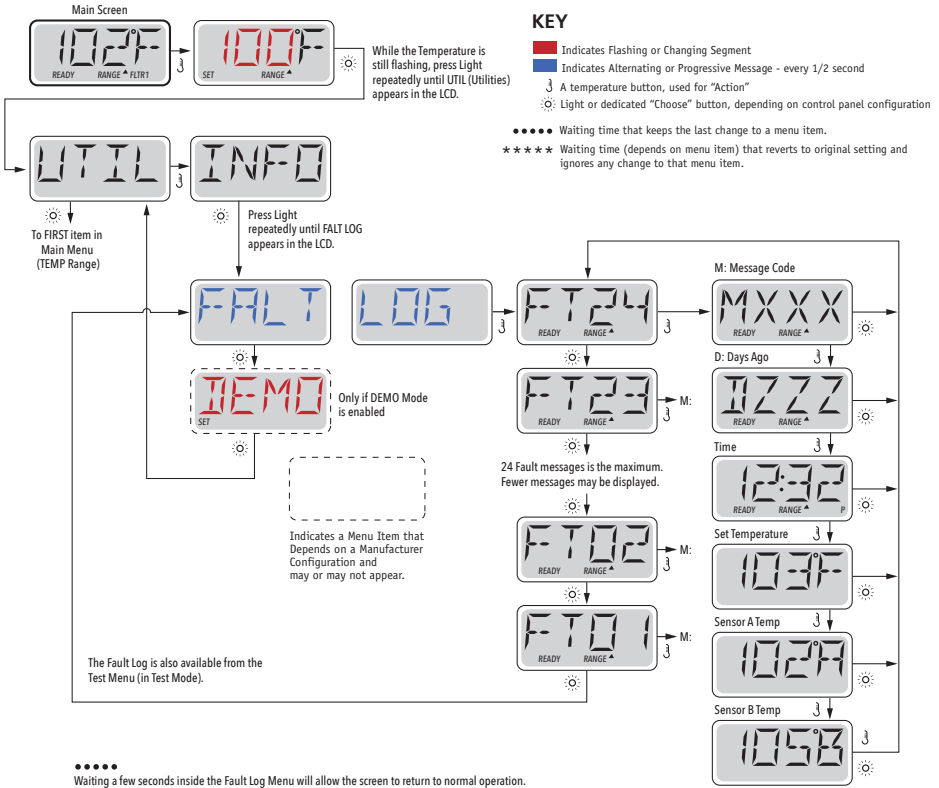 Main Screen
102°F
READY RANGE FLTR1
100°F
SET RANGE
While the Temperature is
still flashing, press Light
repeatedly until UTIL (Utilities)
appears in the LCD.
KEY
Indicates Flashing or Changing Segment
Indicates Alternating or Progressive Message - every 1/2 second
A temperature button, used for “Action”
Light or dedicated “Choose” button, depending on control panel configuration
••••• Waiting time that keeps the last change to a menu item.
***** Waiting time (depends on menu item) that reverts to original setting and
ignores any change to that menu item.
UTIL
INFO
To FIRST item in
Main Menu
(TEMP Range)
Press Light
repeatedly until FALT LOG
appears in the LCD.
FALT
LOG
FT24
READY RANGE
M: Message Code
MXXX
READY RANGE
DEMO
SET
Only if DEMO Mode
is enabled
FT23
READY RANGE
M:
D: Days Ago
DZZZ
READY RANGE
24 Fault messages is the maximum.
Fewer messages may be displayed.
Time
12:32
READY RANGE P
Indicates a Menu Item that
Depends on a Manufacturer
Configuration and
may or may not appear.
FT02
READY RANGE
M:
Set Temperature
103°F
FT01
READY RANGE
M:
Sensor A Temp
102°A
The Fault Log is also available from the
Test Menu (in Test Mode).
Sensor B Temp
105°B
•••••
Waiting a few seconds inside the Fault Log Menu will allow the screen to return to normal operation.